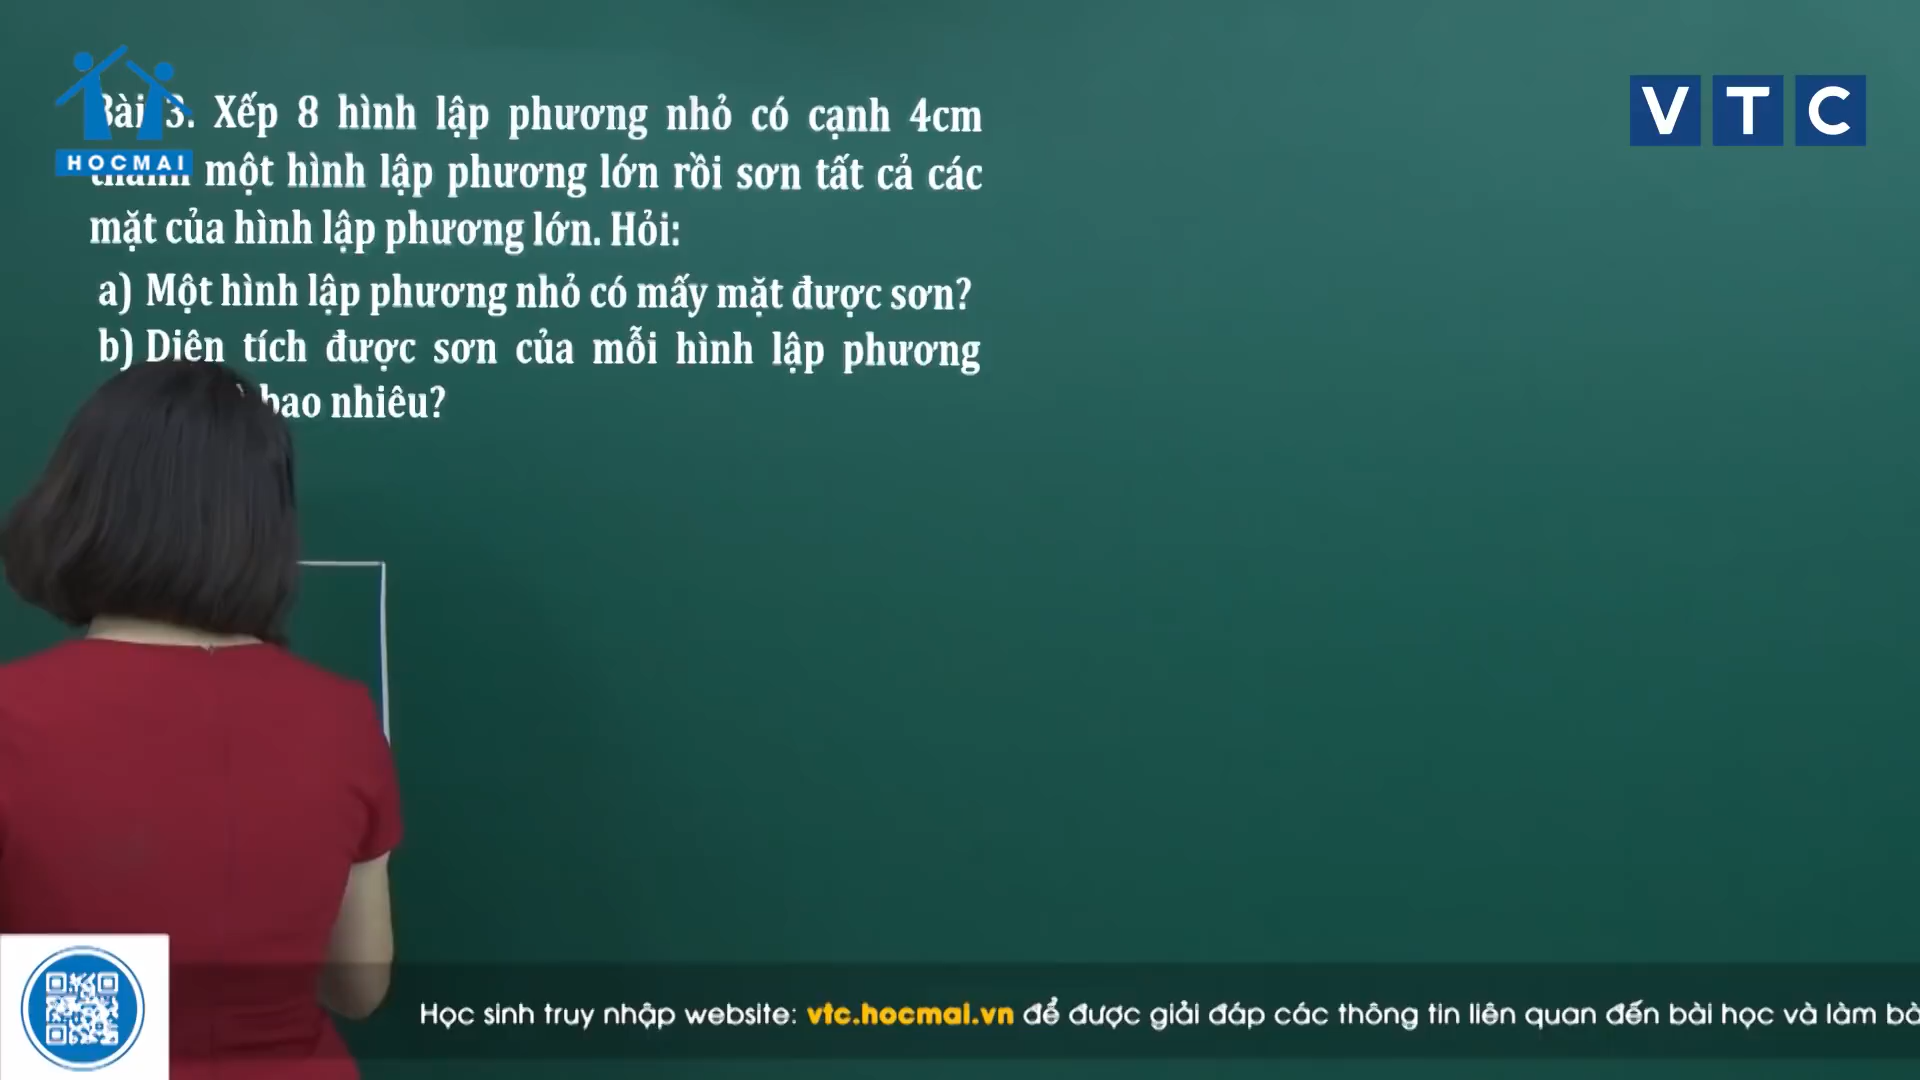 HOCMAI
VTC
Bài 3. Xếp 8 hình lập phương nhỏ có cạnh 4cm
một hình lập phương lớn rồi sơn tất cả các
mặt của hình lập phương lớn. Hỏi:
a) Một hình lập phương nhỏ có mấy mặt được sơn?
b) Diện tích được sơn của mỗi hình lập phương
bao nhiêu?
Học sinh truy nhập website: vtc.hocmai.vn để được giải đáp các thông tin liên quan đến bài học và làm